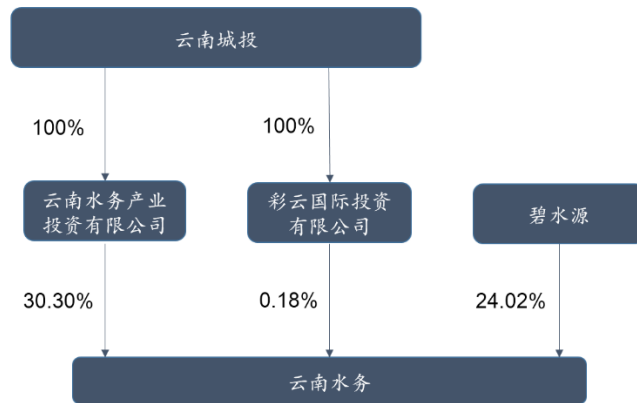 云南城投
100%
100%
云南水务产业
投资有限公司
彩云国际投资
有限公司
碧水源
30.30%
0.18%
24.02%
云南水务